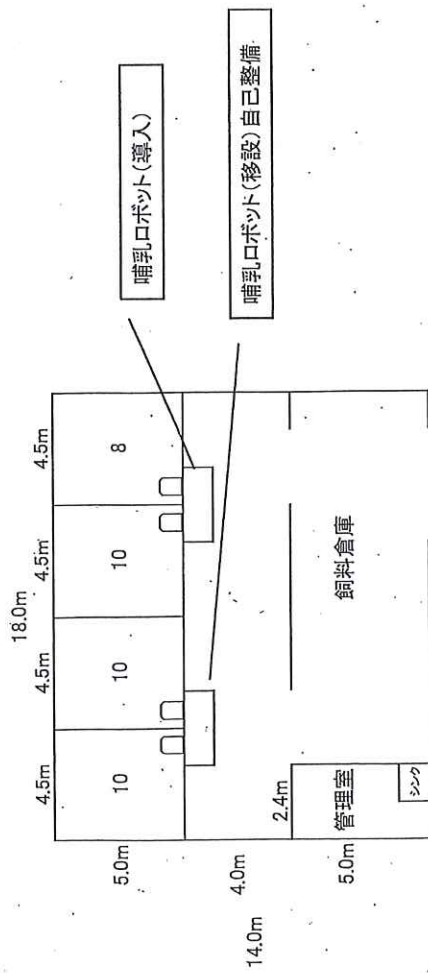 18.0m
4.5m
4.5m
4.5m
4.5m
10
10
10
8
5.0m
4.0m
5.0m
14.0m
2.4m
管理室
シンク
飼料倉庫
哺乳ロボット(導入)
哺乳ロボット(移設)自己整備